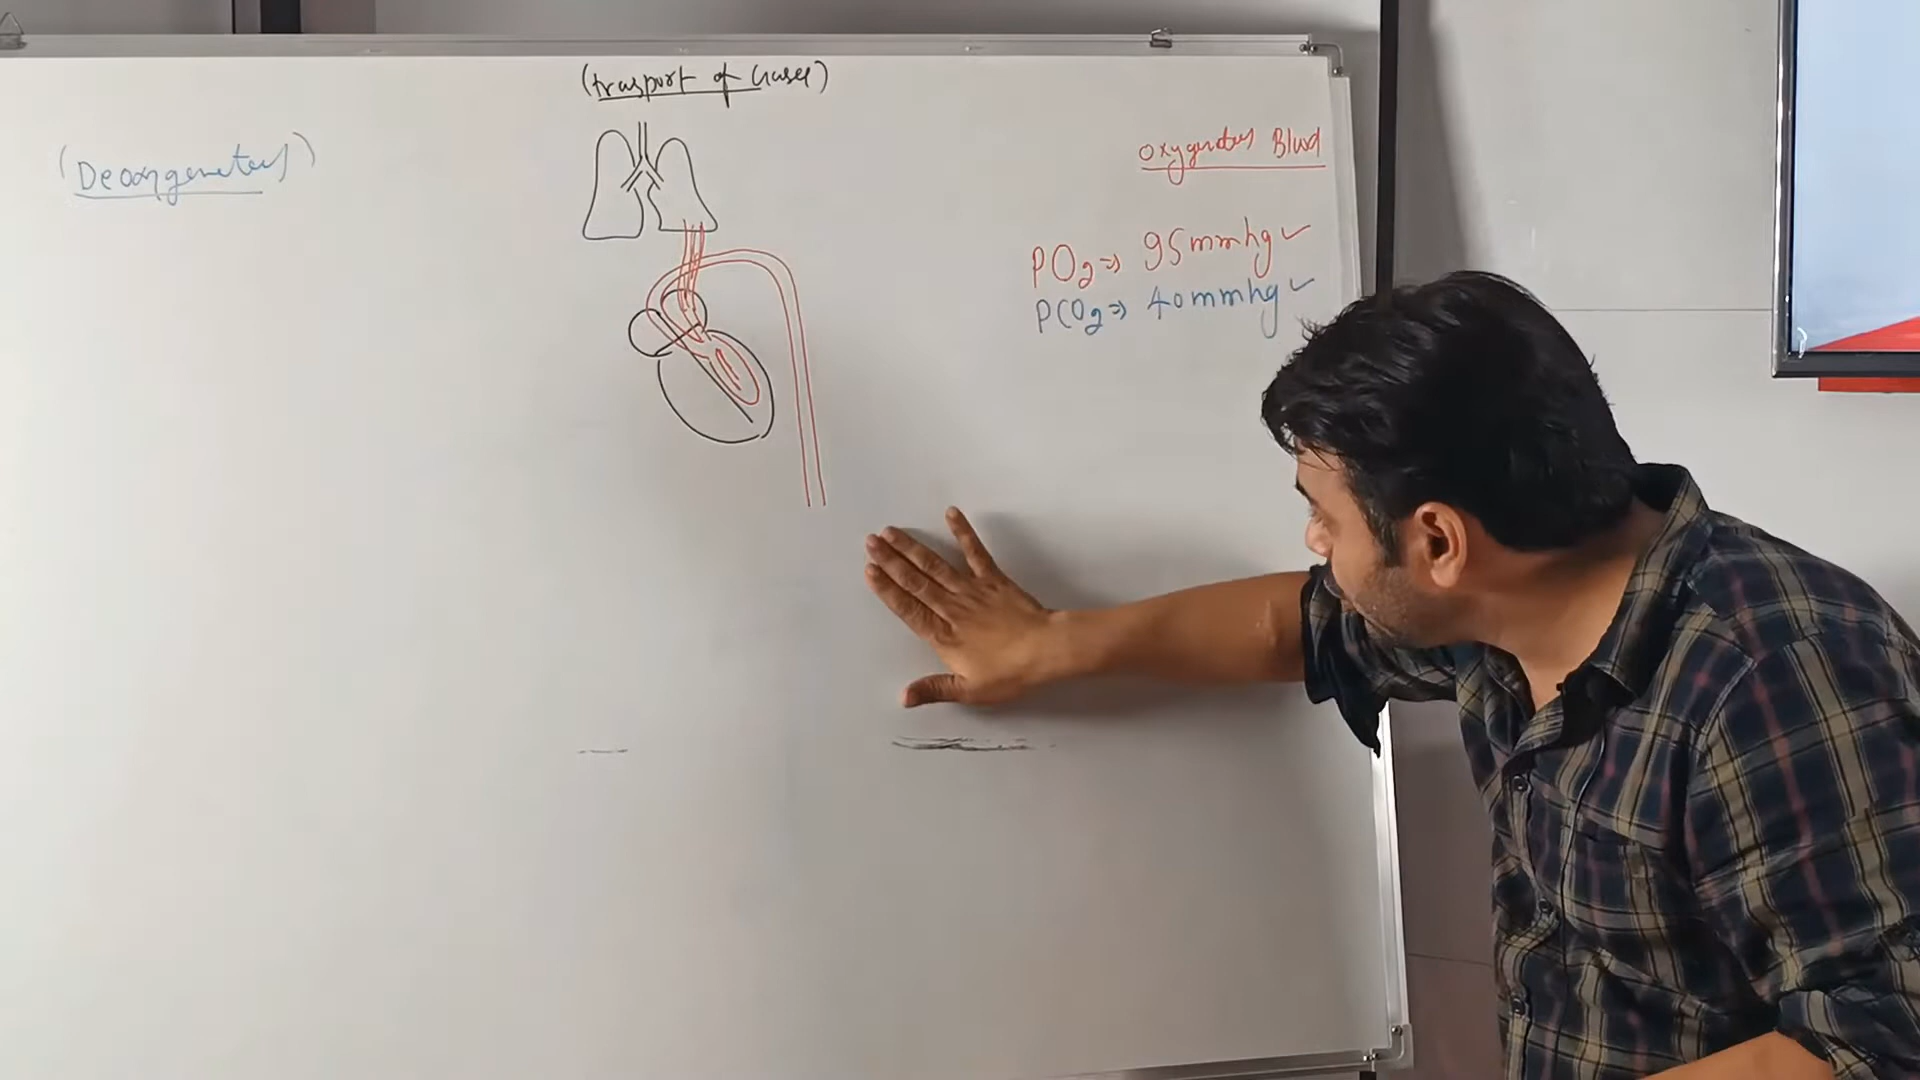 (trasport of Gases)
(Deoxygenated)
Oxygenated Blood
PO2 => 95mmhg ✓
PCO2 => 40mmhg ✓